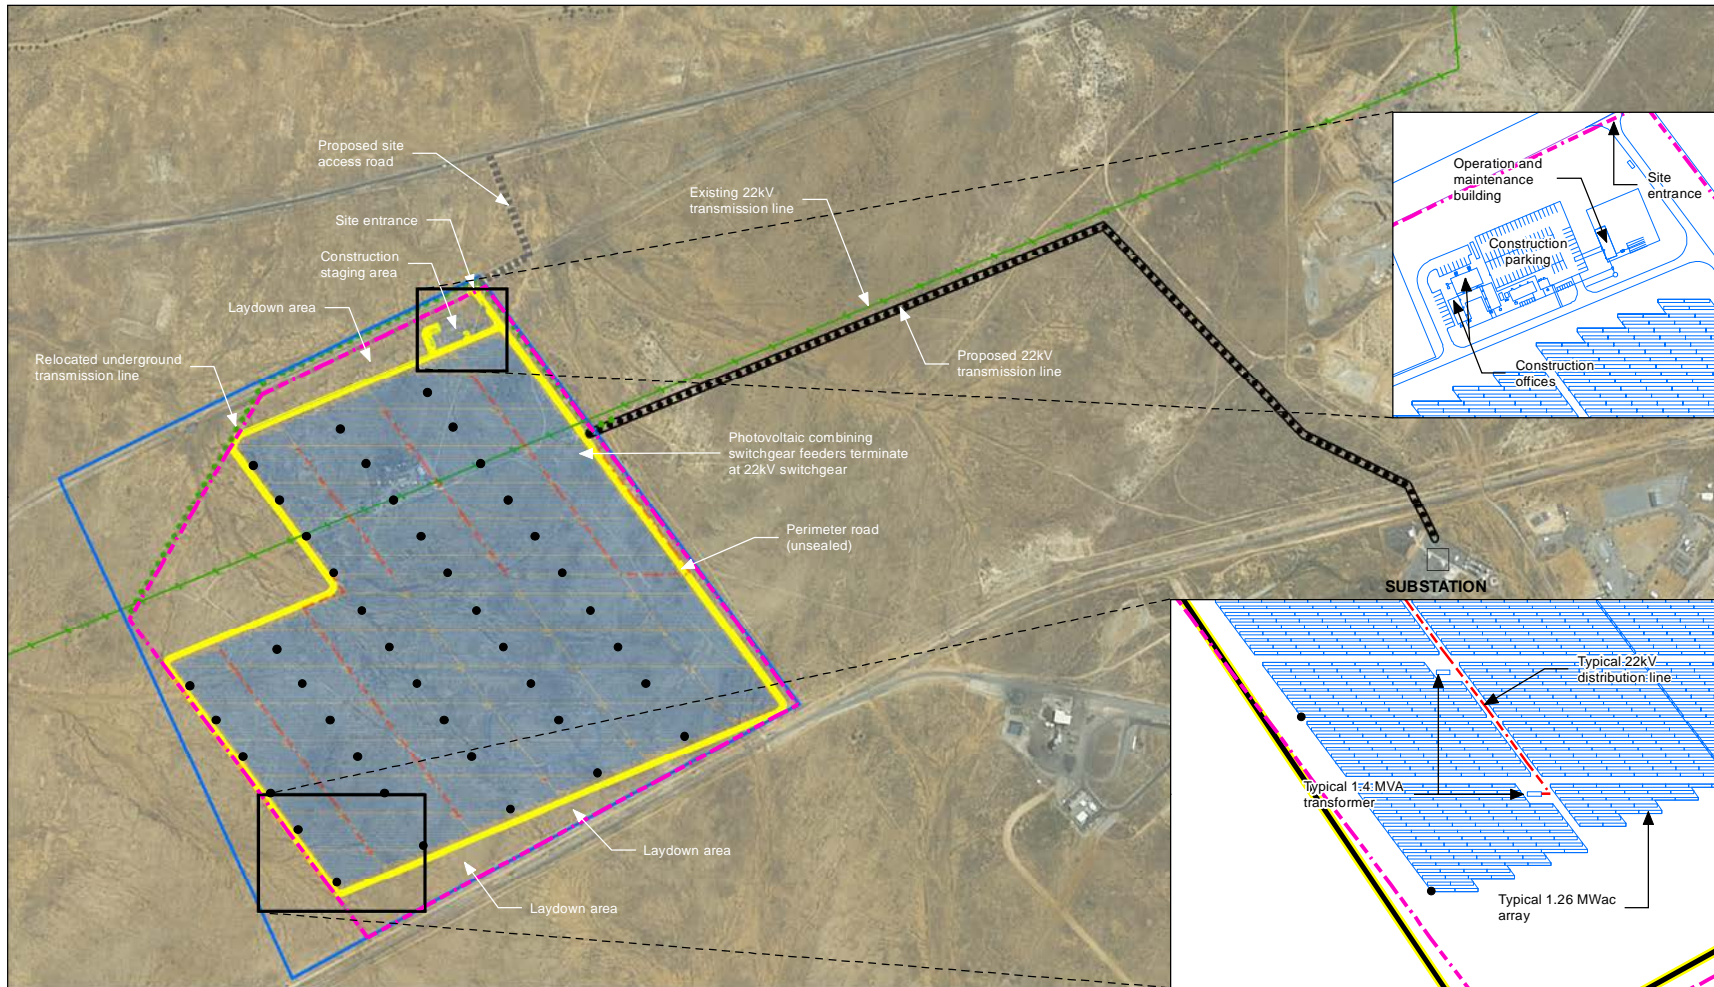 Proposed site
access road
Site entrance
Construction
staging area
Laydown area
Relocated underground
transmission line
Existing 22kV
transmission line
Proposed 22kV
transmission line
Photovoltaic combining
switchgear feeders terminate
at 22kV switchgear
Perimeter road
(unsealed)
Laydown area
Laydown area
SUBSTATION
Operation and
maintenance
building
Site
entrance
Construction
parking
Construction
offices
Typical 22kV
distribution line
Typical 1.4 MVA
transformer
Typical 1.26 MWac
array